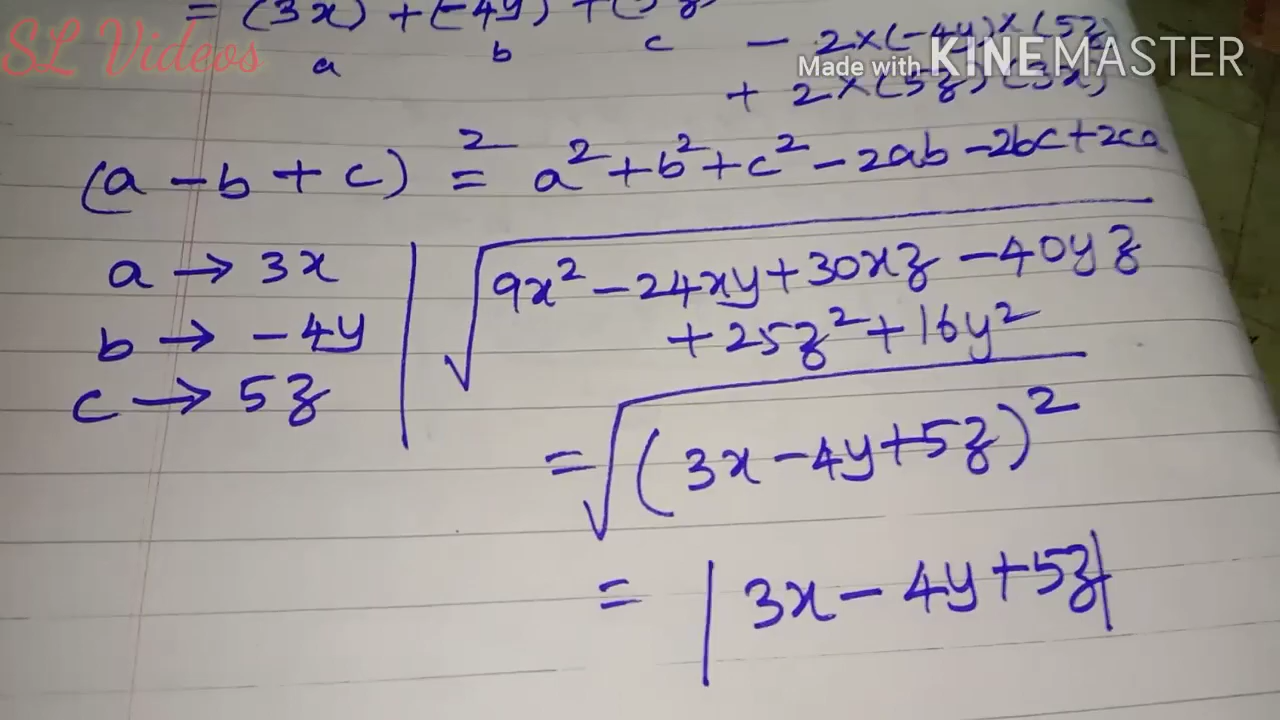 = (3x) + (-4y) + (5z
SL Videos
a b c
- 2×(-4y)×(5z)
Made with KINEMASTER
+ 2×(5z)(3x)
(a - b + c)² = a² + b² + c² - 2ab - 2bc + 2ca
a → 3x
b → -4y
c → 5z
√9x² - 24xy + 30xz - 40yz
+ 25z² + 16y²
= √(3x - 4y + 5z)²
= |3x - 4y + 5z|